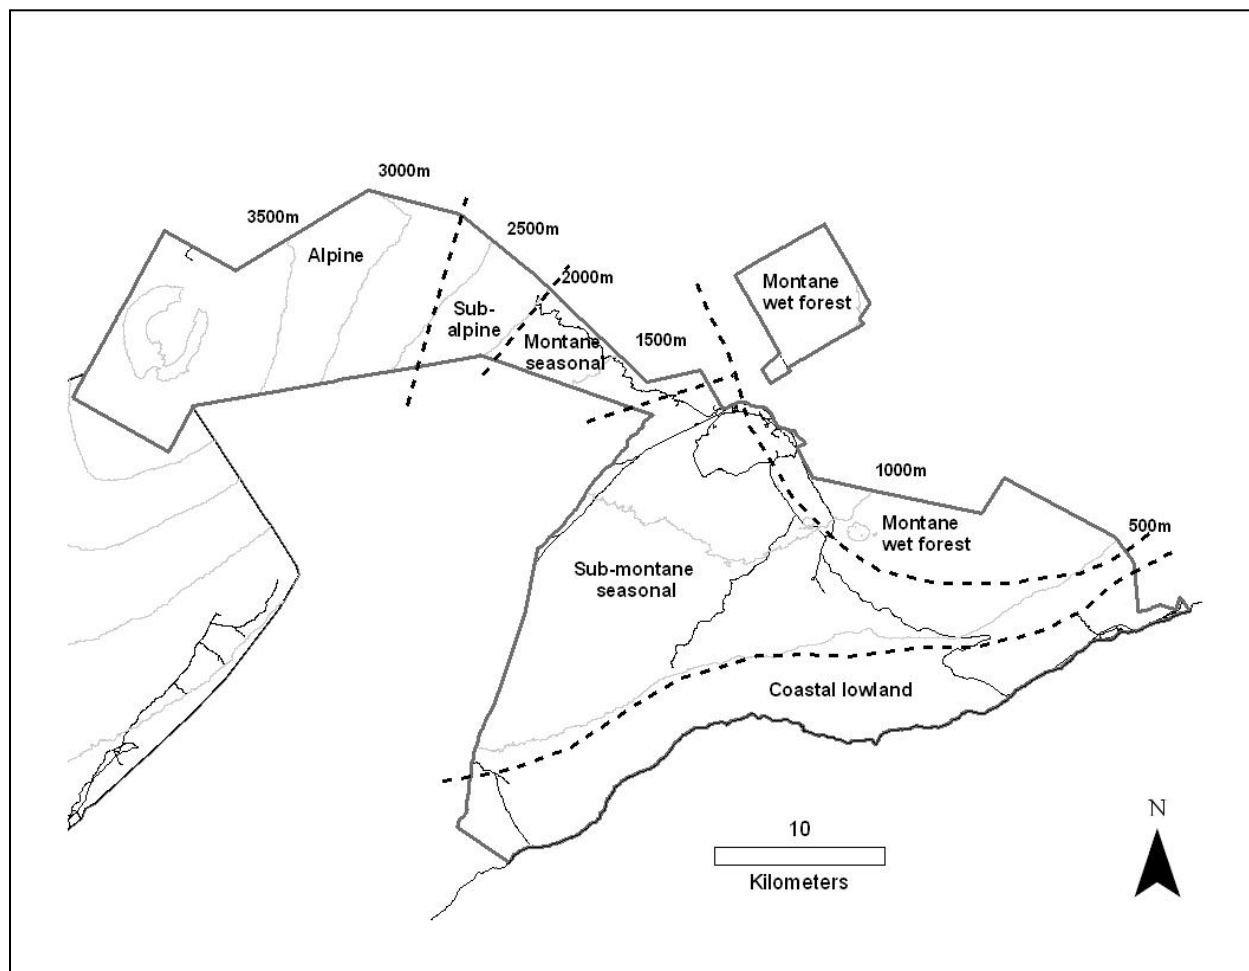 3000m
3500m
2500m
Alpine
2000m
Montane
wet forest
Sub-
alpine
Montane
seasonal
1500m
1000m
Montane
wet forest
500m
Sub-montane
seasonal
Coastal lowland
10
Kilometers
N